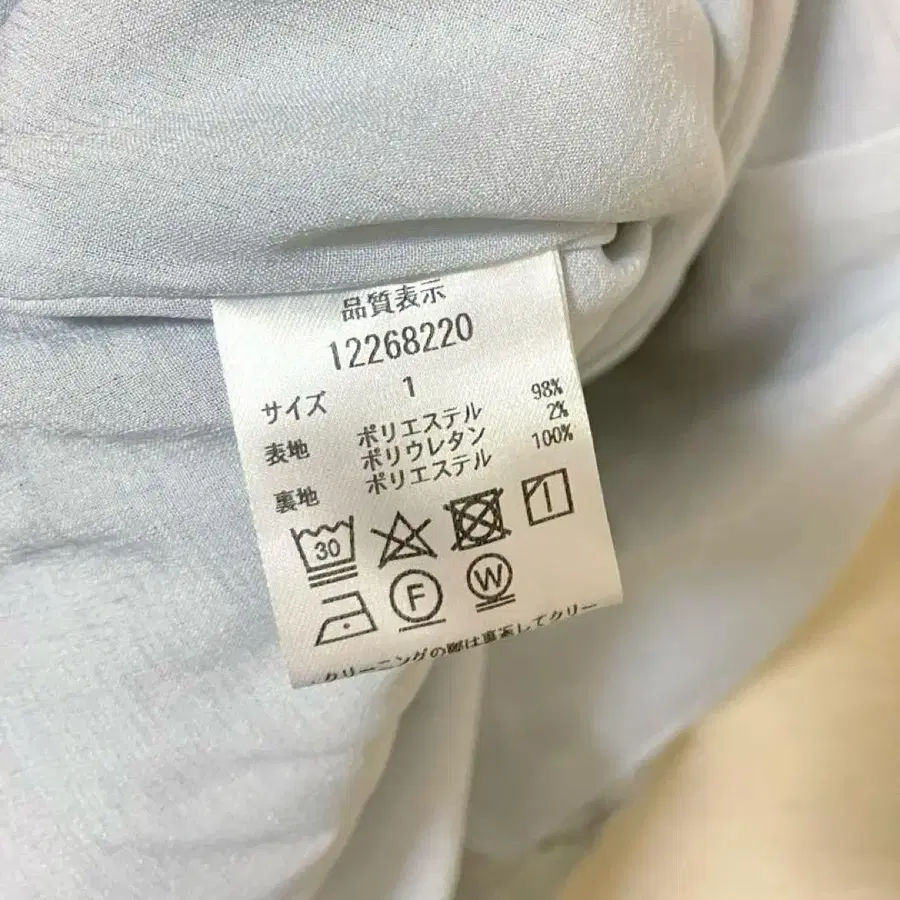 品質表示
12268220
サイズ 1
表地 ポリエステル 98%
ポリウレタン 2%
裏地 ポリエステル 100%
30
F W
クリーニングの際は裏返してクリー